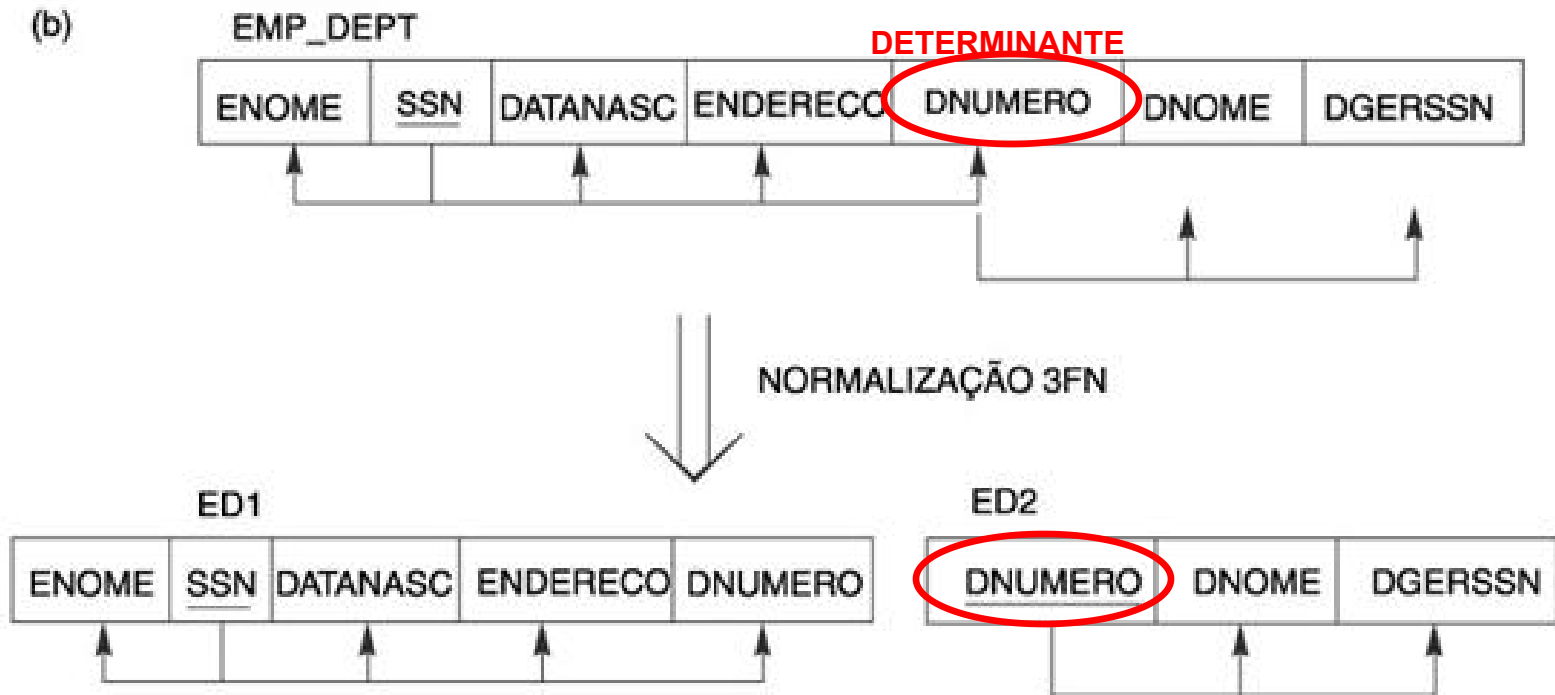 (b)
EMP_DEPT
DETERMINANTE
ENOME SSN DATANASC ENDERECO DNUMERO DNOME DGERSSN
NORMALIZAÇÃO 3FN
ED1 ED2
ENOME SSN DATANASC ENDERECO DNUMERO DNUMERO DNOME DGERSSN